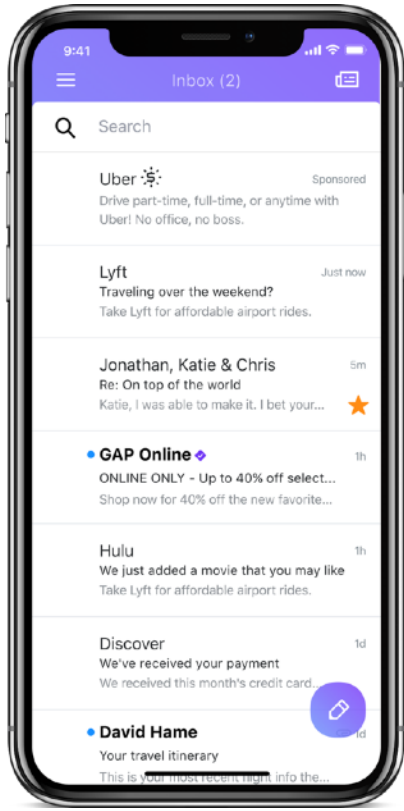 9:41
Inbox (2)
Search
Uber Sponsored
Drive part-time, full-time, or anytime with
Uber! No office, no boss.
Lyft Just now
Traveling over the weekend?
Take Lyft for affordable airport rides.
Jonathan, Katie & Chris 5m
Re: On top of the world
Katie, I was able to make it. I bet your...
GAP Online 1h
ONLINE ONLY - Up to 40% off select...
Shop now for 40% off the new favorite...
Hulu 1h
We just added a movie that you may like
Take Lyft for affordable airport rides.
Discover 1d
We've received your payment
We received this month's credit card...
David Hame 1d
Your travel itinerary
This is your most recent flight info the...